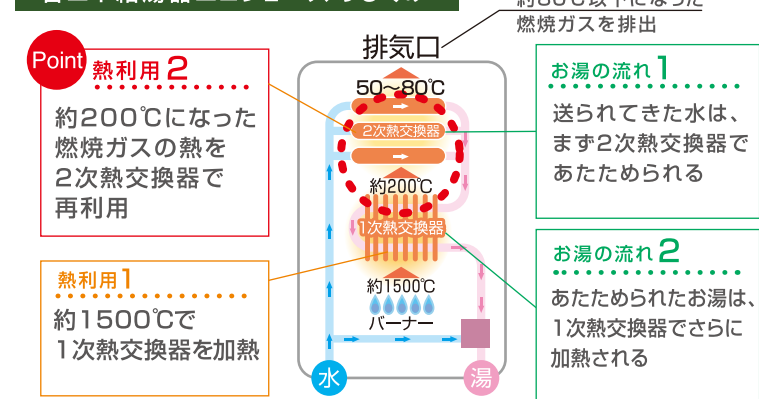 燃焼ガスを排出
排気口
Point
熱利用2
約200℃になった
燃焼ガスの熱を
2次熱交換器で
再利用
熱利用1
約1500℃で
1次熱交換器を加熱
50〜80℃
2次熱交換器
約200℃
1次熱交換器
約1500℃
バーナー
水
湯
お湯の流れ1
送られてきた水は、
まず2次熱交換器で
あたためられる
お湯の流れ2
あたためられたお湯は、
1次熱交換器でさらに
加熱される